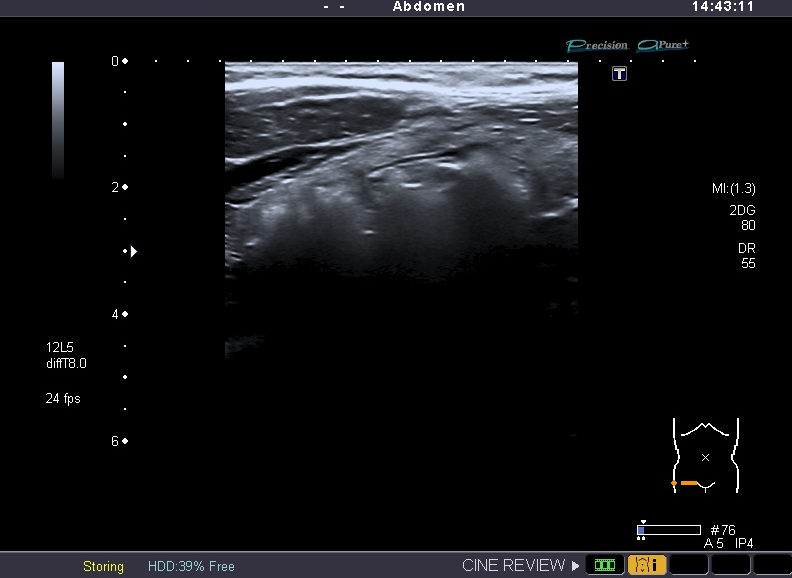 - - Abdomen 14:43:11
Precision APure+
T
0
2
4
6
MI:(1.3)
2DG
80
DR
55
12L5
diffT8.0
24 fps
#76
A 5 IP4
Storing HDD:39% Free CINE REVIEW